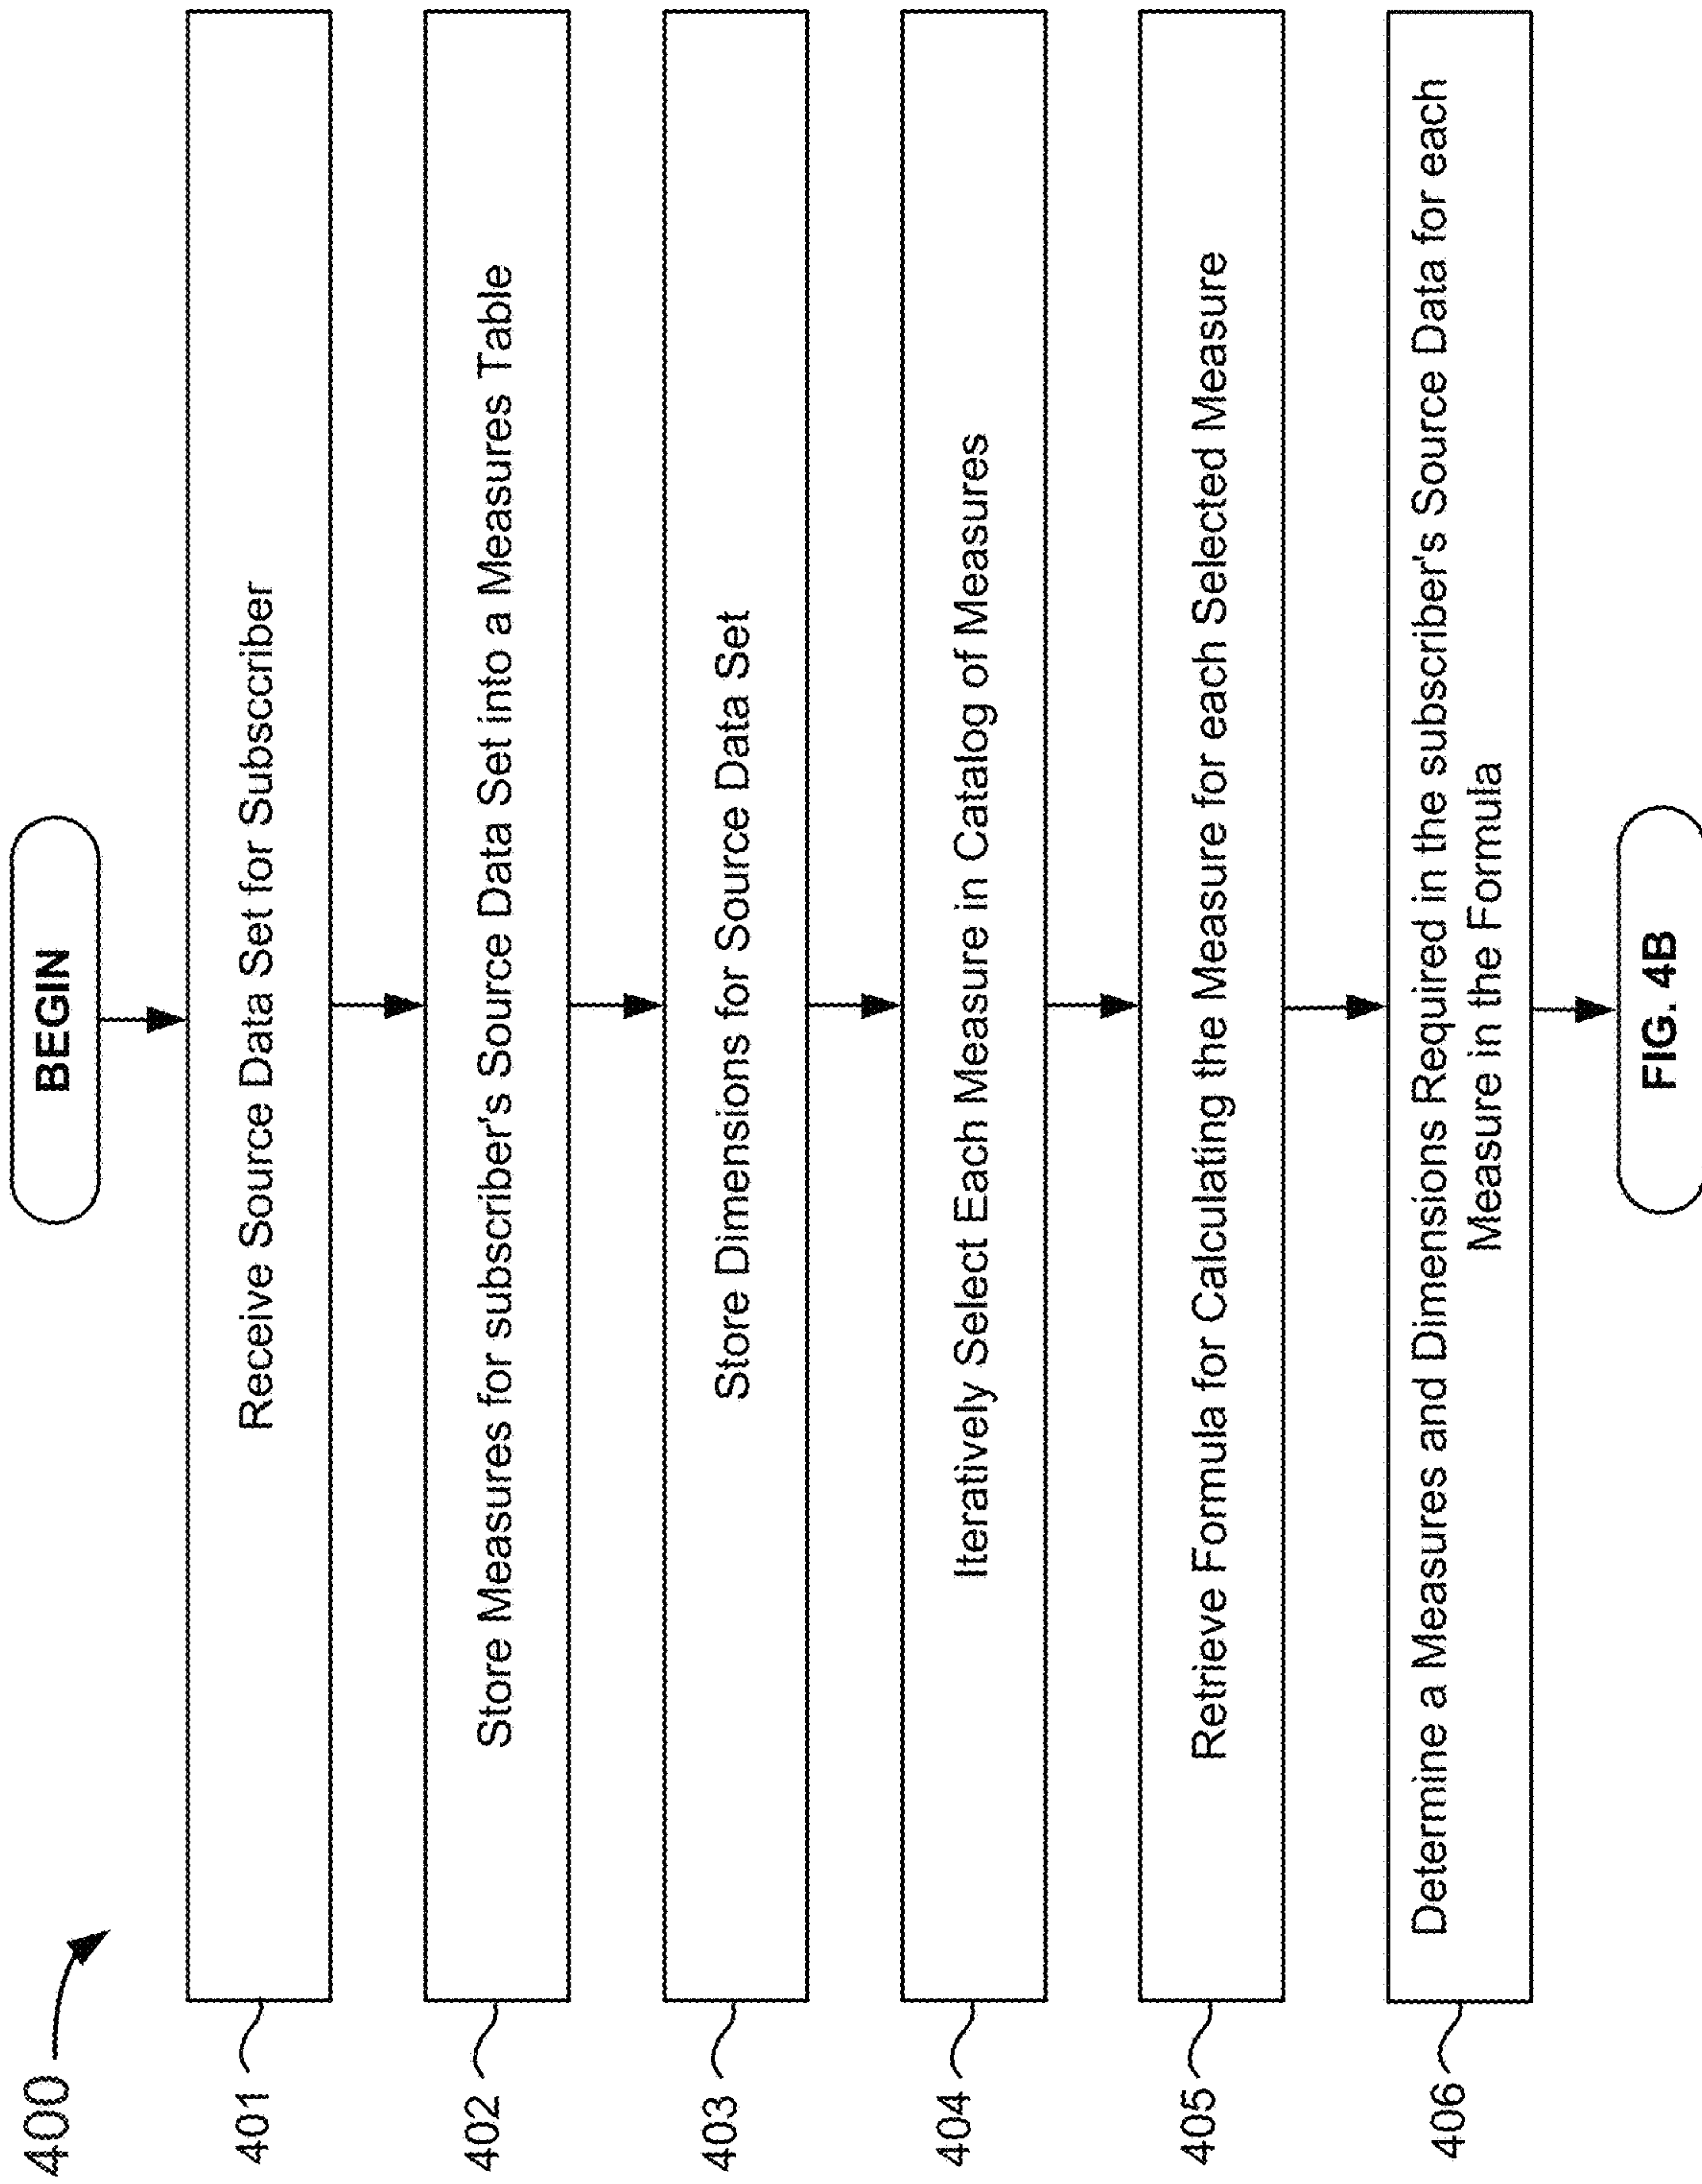 400
BEGIN
401
Receive Source Data Set for Subsccriber
402
Store Measures for subscriber's Source Data Set into a Measures Table
403
Store Dimensions for Source Data Set
404
Iteratively Select Each Measure in Catalog of Measures
405
Retrieve Formula for Calculating the Measure for each Selected Measure
406
Determine a Measures and Dimensions Required in the subscriber's Source Data for each
Measure in the Formula
FIG. 4B